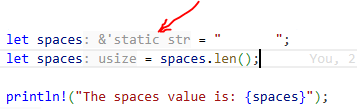 let spaces: &'static str = "        ";
let spaces: usize = spaces.len();     You, 2
println!("The spaces value is: {spaces}");